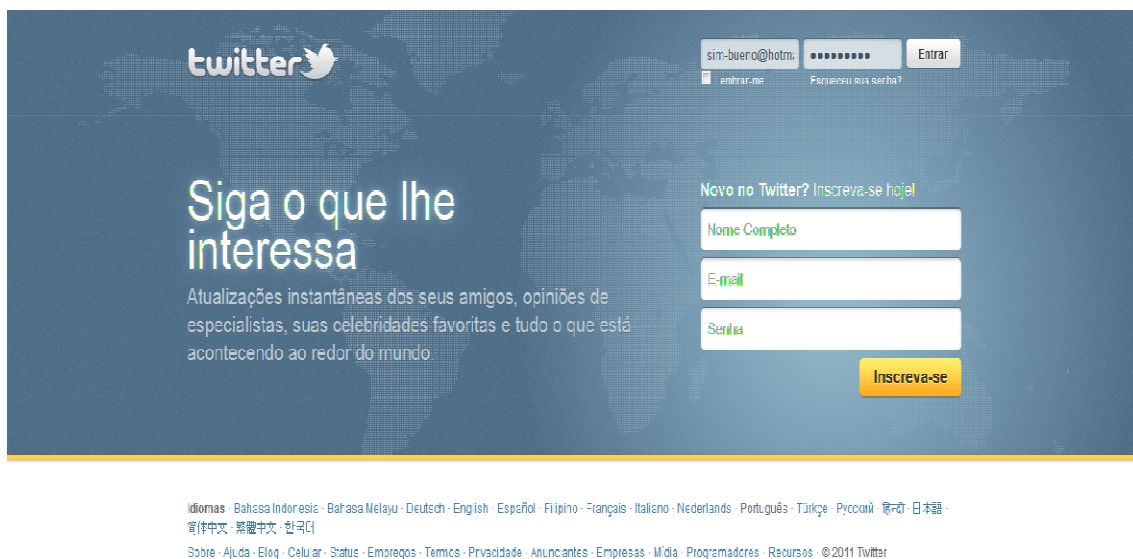 twitter
sim-bueno@hotm
Entrar
Lembrar-me
Esqueceu sua senha?
Siga o que lhe
interessa
Atualizações instantâneas dos seus amigos, opiniões de
especialistas, suas celebridades favoritas e tudo o que está
acontecendo ao redor do mundo.
Novo no Twitter? Inscreva-se hoje!
Nome Completo
E-mail
Senha
Inscreva-se
Idiomas · Bahasa Indonesia · Bahasa Melayu · Deutsch · English · Español · Filipino · Français · Italiano · Nederlands · Português · Türkçe · Русский · हिन्दी · 日本語 ·
简体中文 · 繁體中文 · 한국어
Sobre · Ajuda · Blog · Celular · Status · Empregos · Termos · Privacidade · Anunciantes · Empresas · Mídia · Programadores · Recursos · © 2011 Twitter